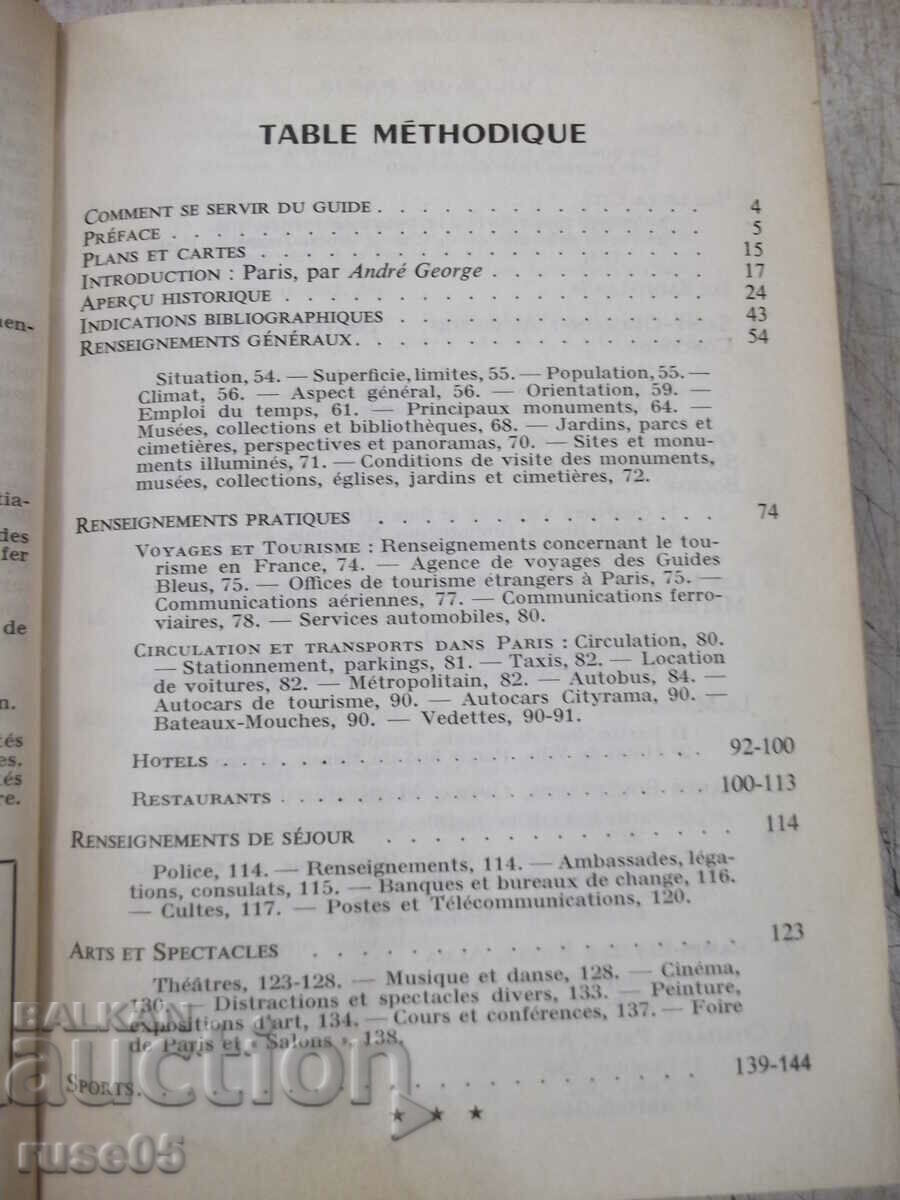 TABLE MÉTHODIQUE
COMMENT SE SERVIR DU GUIDE . . . . . . . . . . . . . . . 4
PRÉFACE . . . . . . . . . . . . . . . . . . . . . . . 5
PLANS ET CARTES . . . . . . . . . . . . . . . . . . . 15
INTRODUCTION : Paris, par André George . . . . . . . . . . 17
APERÇU HISTORIQUE . . . . . . . . . . . . . . . . . . 24
INDICATIONS BIBLIOGRAPHIQUES . . . . . . . . . . . . . 43
RENSEIGNEMENTS GÉNÉRAUX. . . . . . . . . . . . . . . . 54
Situation, 54. — Superficie, limites, 55. — Population, 55. —
Climat, 56. — Aspect général, 56. — Orientation, 59. —
Emploi du temps, 61. — Principaux monuments, 64. —
Musées, collections et bibliothèques, 68. — Jardins, parcs et
cimetières, perspectives et panoramas, 70. — Sites et monu-
ments illuminés, 71. — Conditions de visite des monuments,
musées, collections, églises, jardins et cimetières, 72.
RENSEIGNEMENTS PRATIQUES . . . . . . . . . . . . . . . 74
VOYAGES ET TOURISME : Renseignements concernant le tou-
risme en France, 74. — Agence de voyages des Guides
Bleus, 75. — Offices de tourisme étrangers à Paris, 75. —
Communications aériennes, 77. — Communications ferro-
viaires, 78. — Services automobiles, 80.
CIRCULATION ET TRANSPORTS DANS PARIS : Circulation, 80.
— Stationnement, parkings, 81. — Taxis, 82. — Location
de voitures, 82. — Métropolitain, 82. — Autobus, 84. —
Autocars de tourisme, 90. — Autocars Cityrama, 90. —
Bateaux-Mouches, 90. — Vedettes, 90-91.
HOTELS . . . . . . . . . . . . . . . . . . . . 92-100
RESTAURANTS . . . . . . . . . . . . . . . . . 100-113
RENSEIGNEMENTS DE SÉJOUR . . . . . . . . . . . . . . 114
Police, 114. — Renseignements, 114. — Ambassades, léga-
tions, consulats, 115. — Banques et bureaux de change, 116.
— Cultes, 117. — Postes et Télécommunications, 120.
ARTS ET SPECTACLES . . . . . . . . . . . . . . . . 123
Théâtres, 123-128. — Musique et danse, 128. — Cinéma,
130. — Distractions et spectacles divers, 133. — Peinture,
expositions d'art, 134. — Cours et conférences, 137. — Foire
de Paris et « Salons », 138.
SPORTS. . . . . . . . . . . . . . . . . . . . 139-144
★ ★ ★
tia-
des
fer
de
n.
tés
es.
tés
re.
BALKAN
auction
ruse05